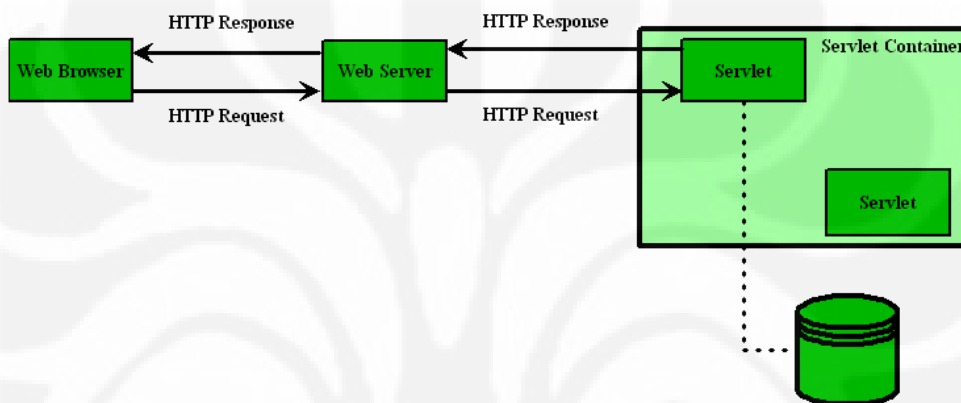 HTTP Response
HTTP Response
Servlet Container
Web Browser
Web Server
Servlet
HTTP Request
HTTP Request
Servlet